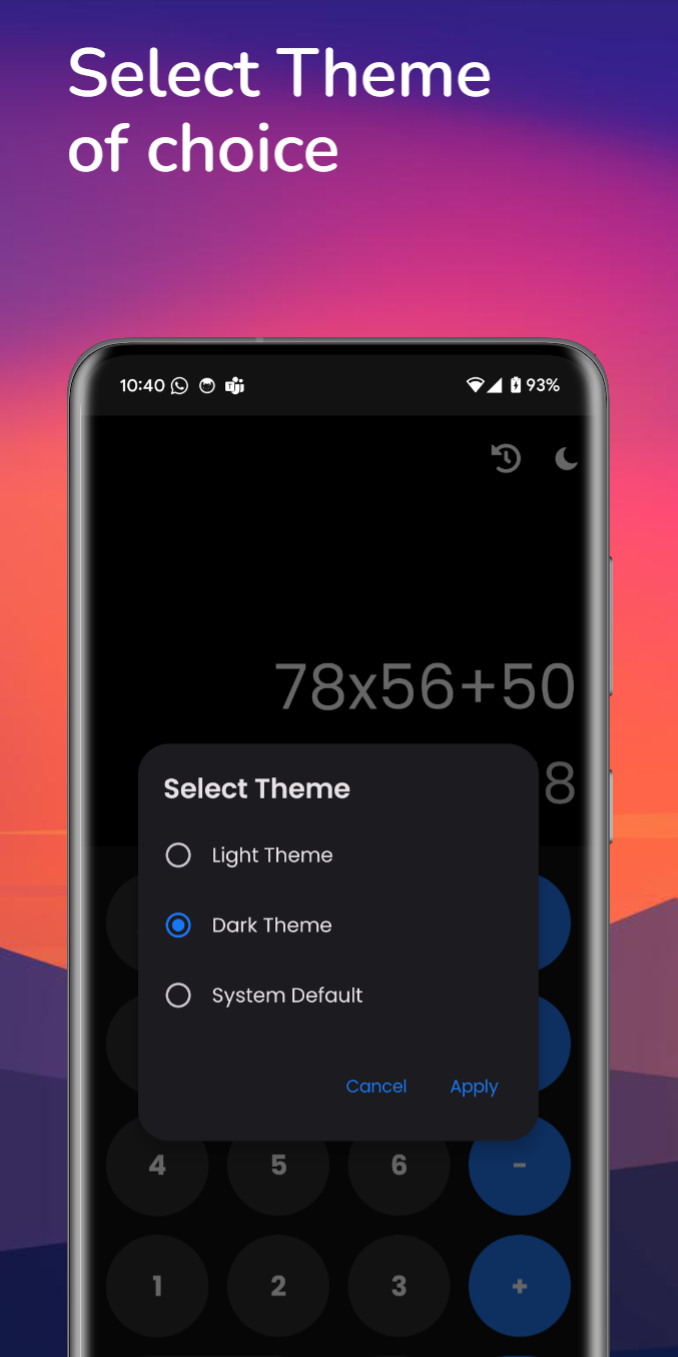 Select Theme
of choice
10:40 93%
78x56+50
8
Select Theme
Light Theme
Dark Theme
System Default
Cancel Apply
4 5 6 -
1 2 3 +